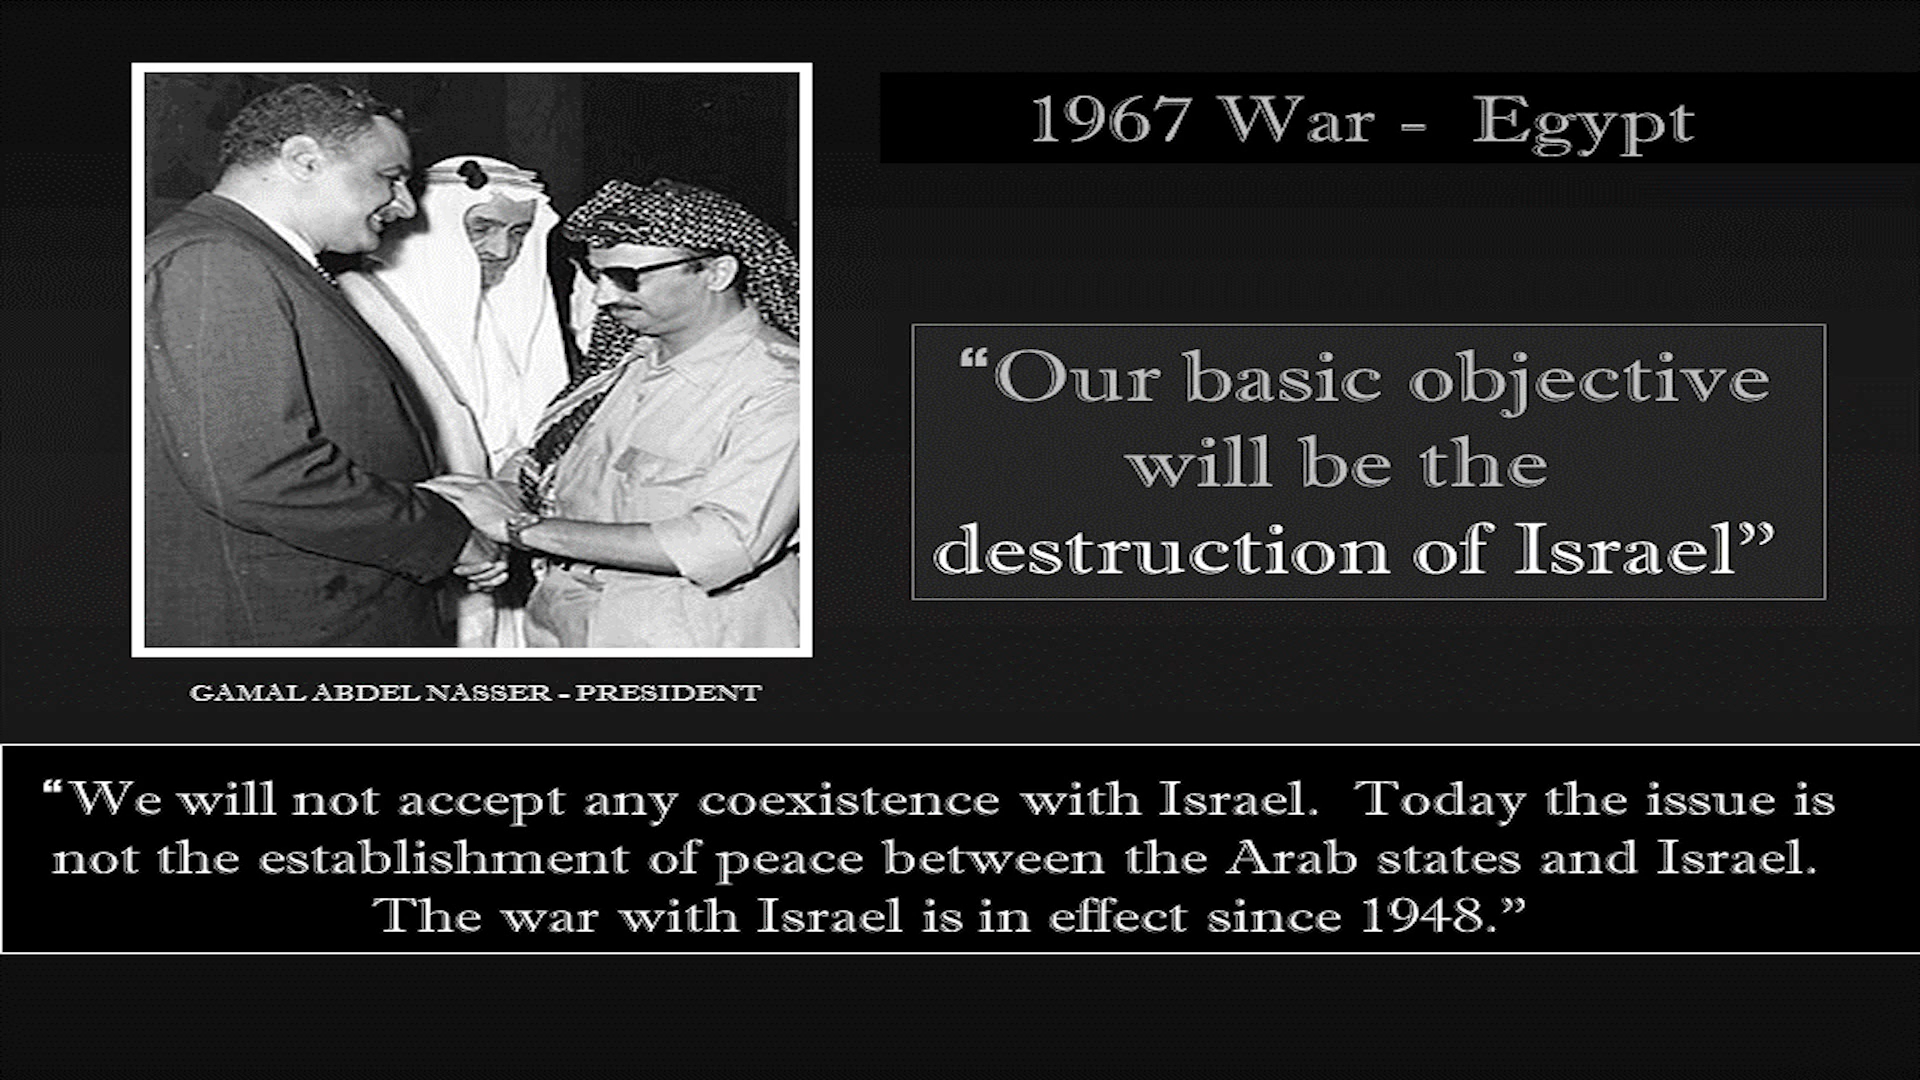 1967 War - Egypt
“Our basic objective
will be the
destruction of Israel”
GAMAL ABDEL NASSER - PRESIDENT
“We will not accept any coexistence with Israel. Today the issue is
not the establishment of peace between the Arab states and Israel.
The war with Israel is in effect since 1948.”